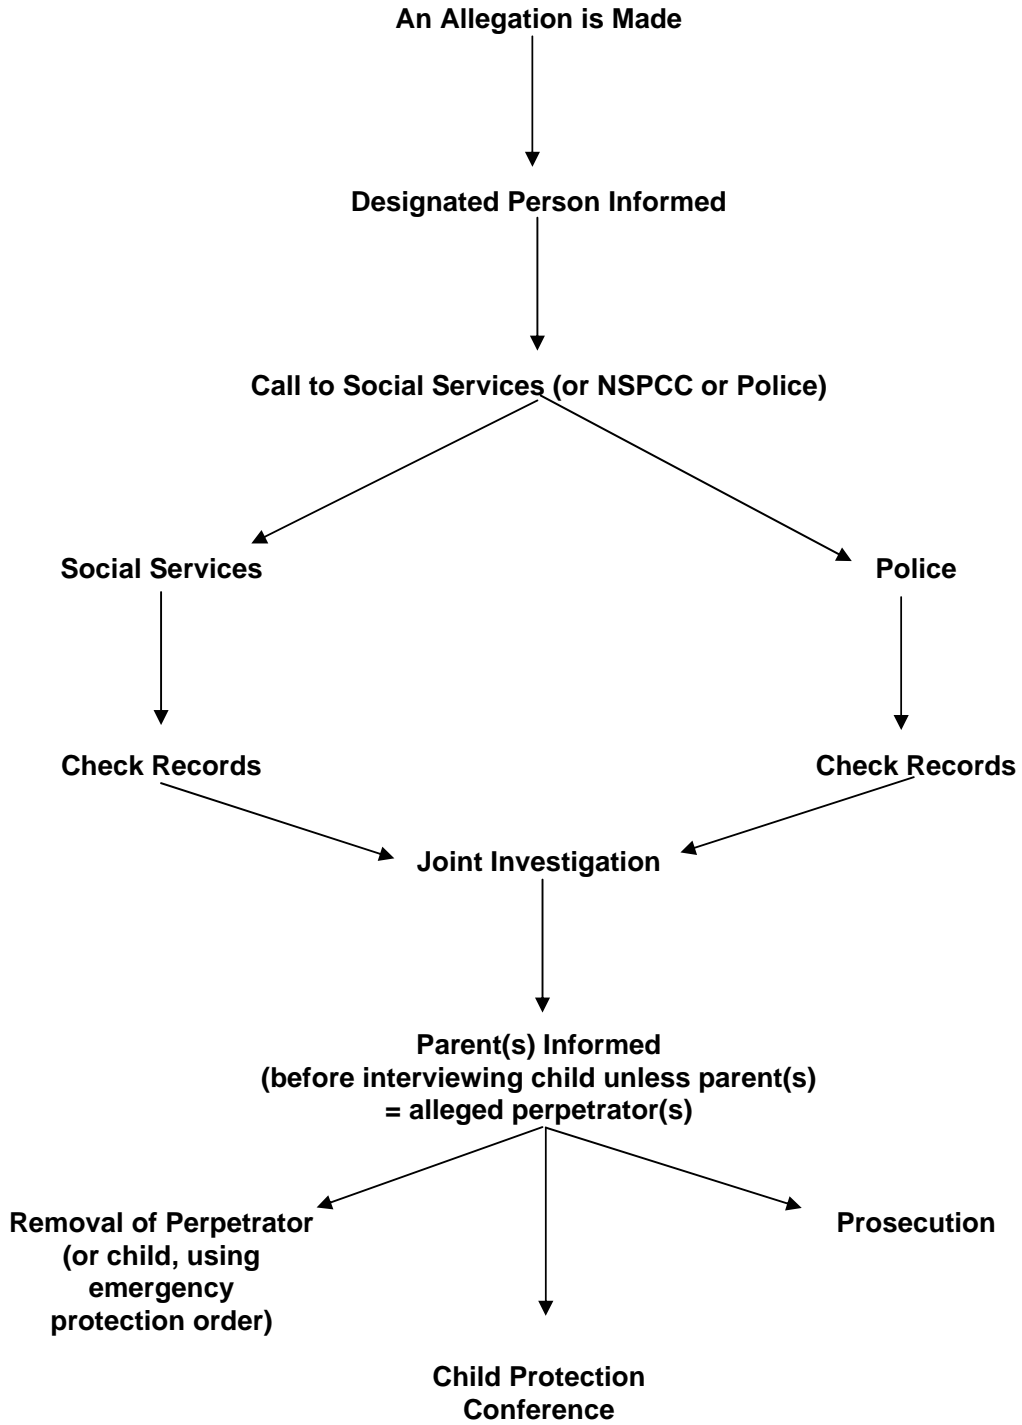 An Allegation is Made
Designated Person Informed
Call to Social Services (or NSPCC or Police)
Social Services
Police
Check Records
Check Records
Joint Investigation
Parent(s) Informed
(before interviewing child unless parent(s)
= alleged perpetrator(s)
Removal of Perpetrator
(or child, using
emergency
protection order)
Prosecution
Child Protection
Conference